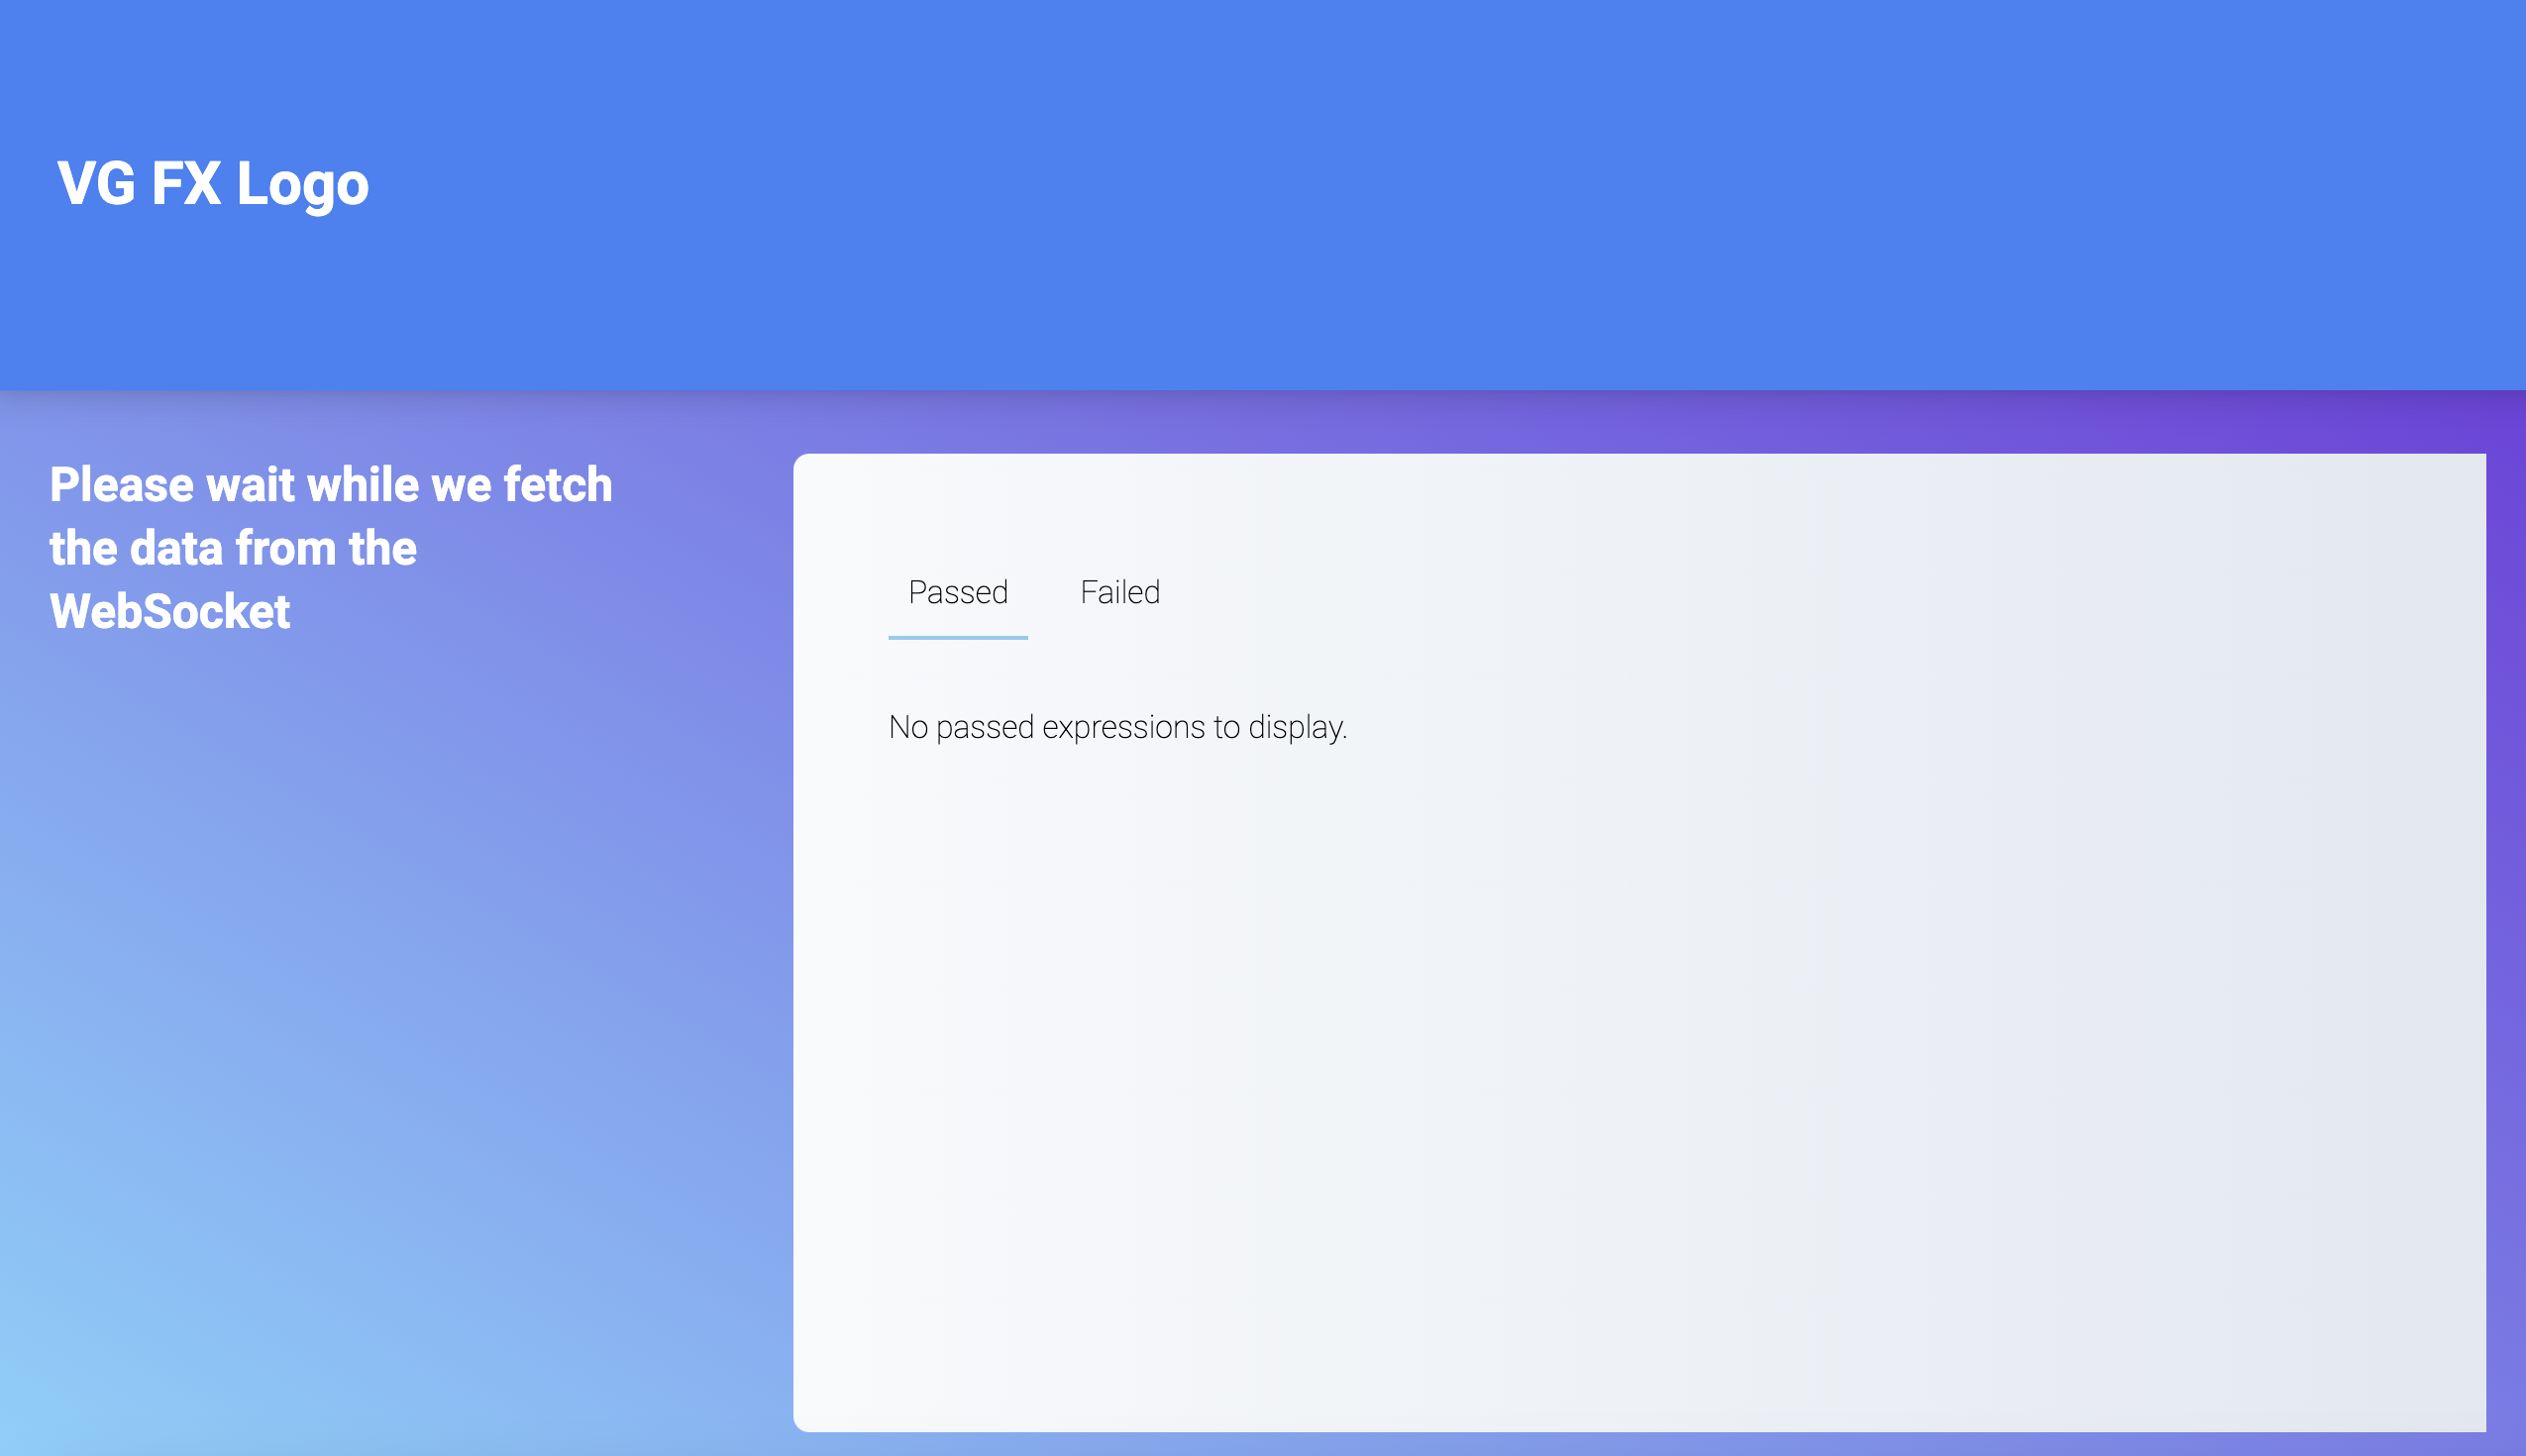 VG FX Logo
Please wait while we fetch
the data from the
WebSocket
Passed
Failed
No passed expressions to display.